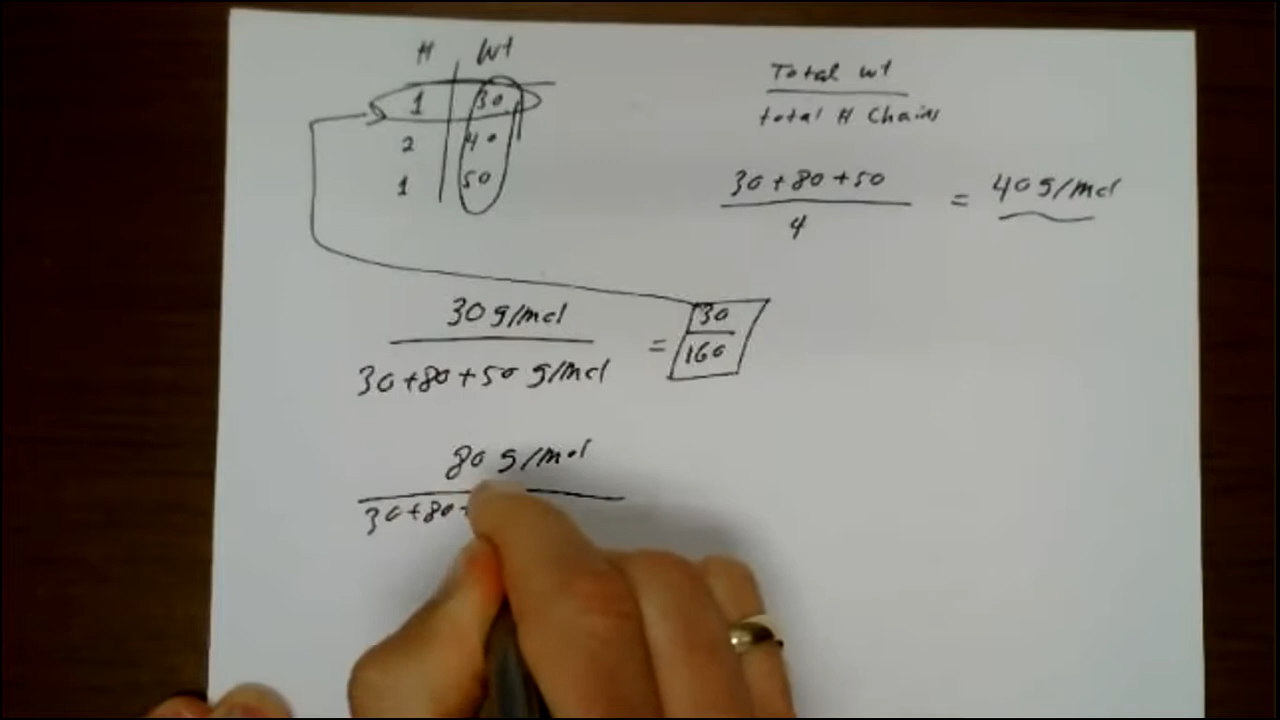 # Wt
1 30
2 40
1 50
Total wt
total # Chains
30+80+50
4
= 40 g/mol
30 g/mol
30+80+50 g/mol
= 30
160
80 g/mol
30+80+